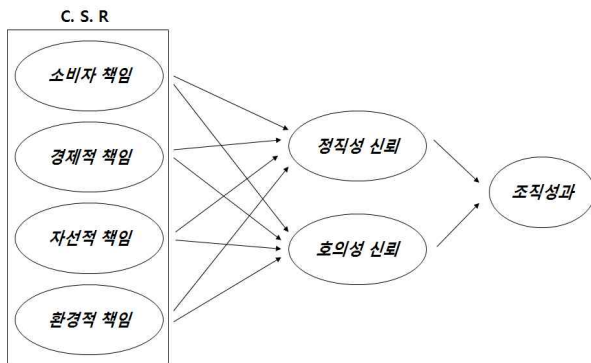 C. S. R
소비자 책임
경제적 책임
자선적 책임
환경적 책임
정직성 신뢰
호의성 신뢰
조직성과